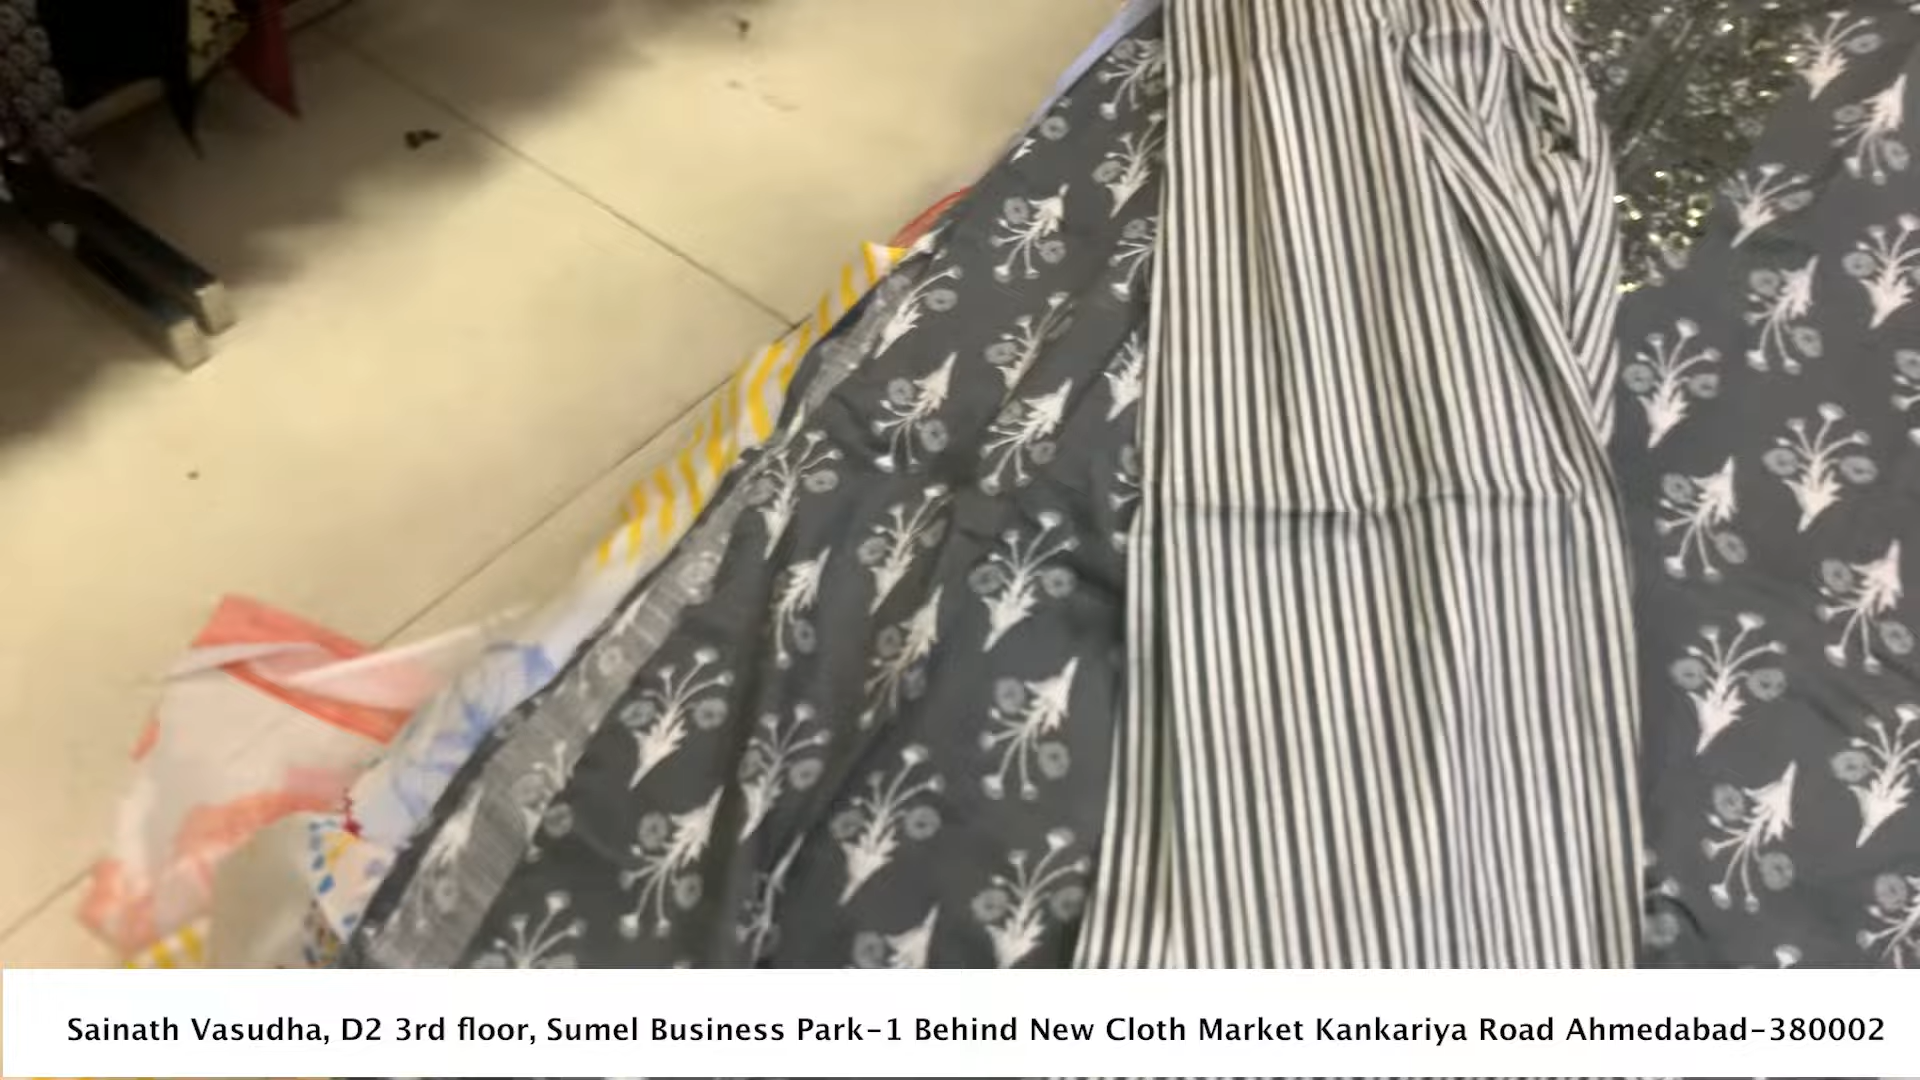 Sainath Vasudha, D2 3rd floor, Sumel Business Park-1 Behind New Cloth Market Kankariya Road Ahmedabad-380002